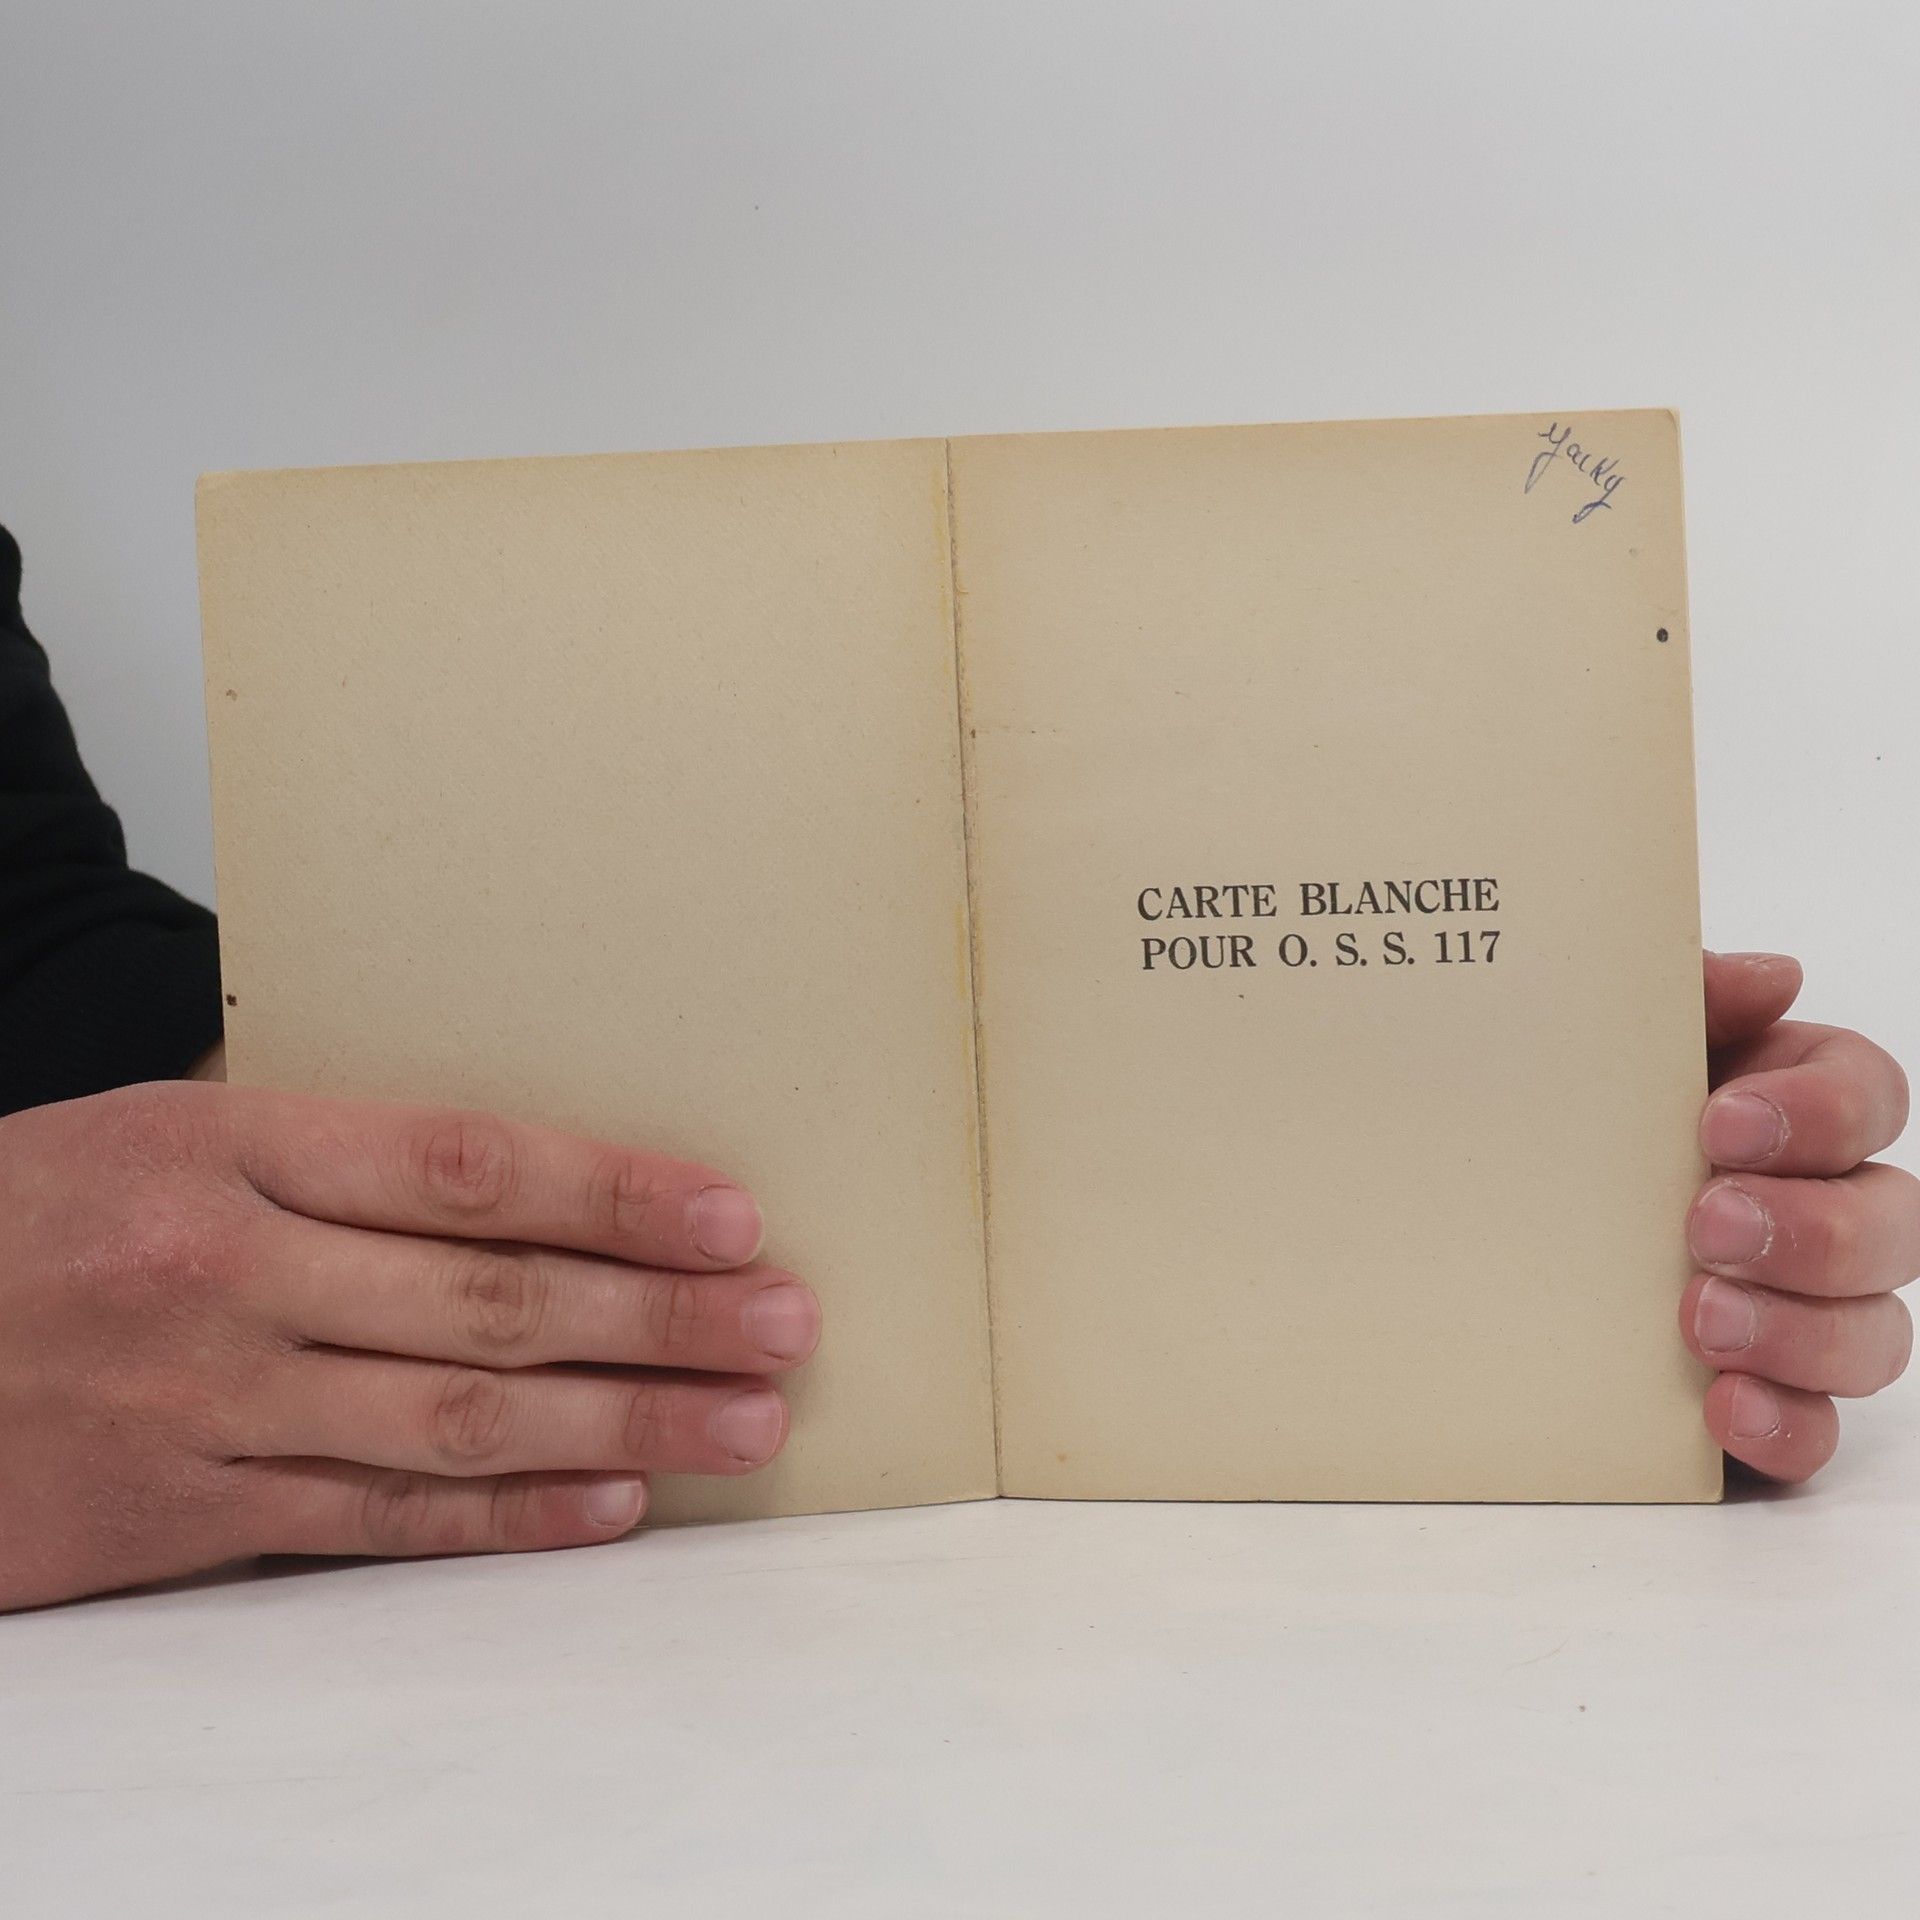 Yacky
CARTE BLANCHE
POUR O. S. S. 117